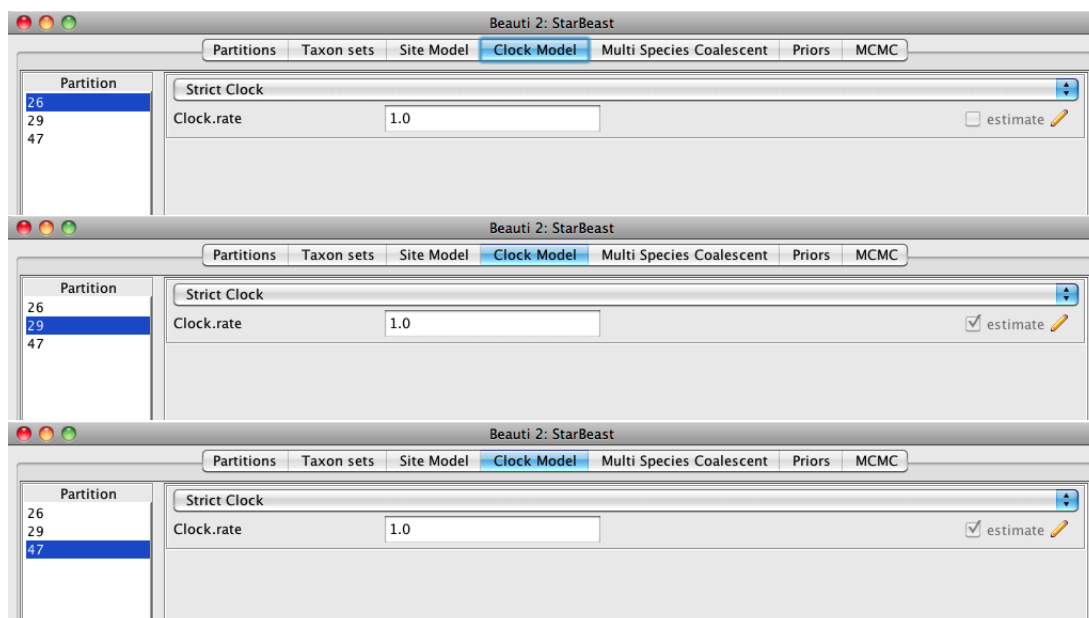 Beauti 2: StarBeast
Partitions Taxon sets Site Model Clock Model Multi Species Coalescent Priors MCMC
Partition
26
29
47
Strict Clock
Clock.rate 1.0 estimate
Beauti 2: StarBeast
Partitions Taxon sets Site Model Clock Model Multi Species Coalescent Priors MCMC
Partition
26
29
47
Strict Clock
Clock.rate 1.0 estimate
Beauti 2: StarBeast
Partitions Taxon sets Site Model Clock Model Multi Species Coalescent Priors MCMC
Partition
26
29
47
Strict Clock
Clock.rate 1.0 estimate